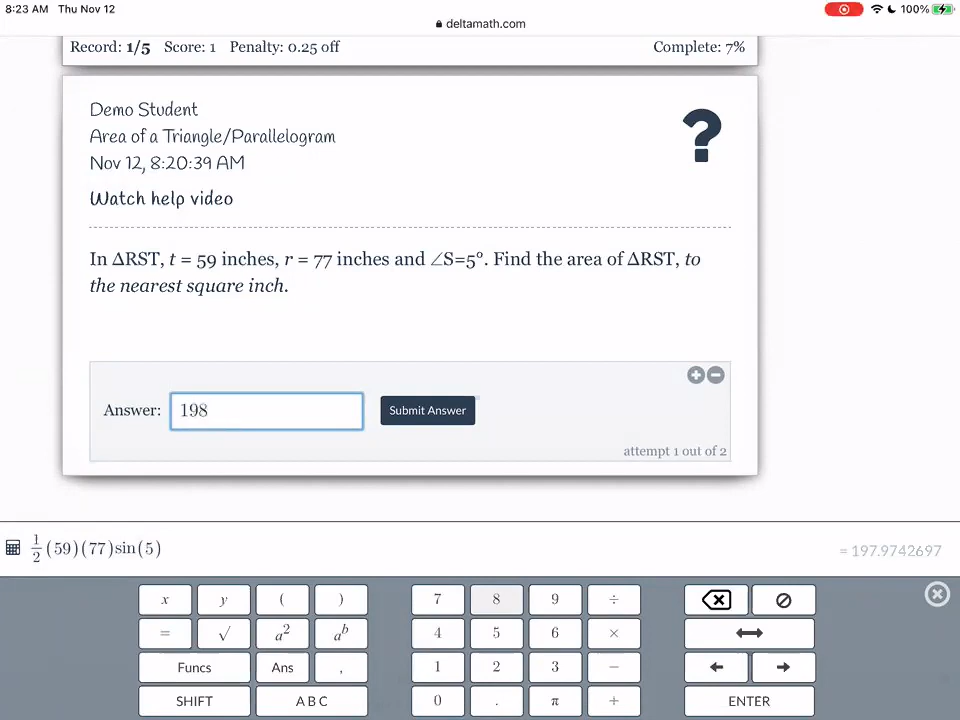 8:23 AM Thu Nov 12
100%
deltamath.com
Record: 1/5 Score: 1 Penalty: 0.25 off
Complete: 7%
Demo Student
Area of a Triangle/Parallelogram
Nov 12, 8:20:39 AM
?
Watch help video
In ΔRST, t = 59 inches, r = 77 inches and ∠S=5°. Find the area of ΔRST, to
the nearest square inch.
Answer: 198 Submit Answer
attempt 1 out of 2
1/2 (59)(77)sin(5)
= 197.9742697
x y ( ) 7 8 9 ÷
= √ a² aᵇ 4 5 6 ×
Funcs Ans , 1 2 3 −
SHIFT A B C 0 . π + ENTER